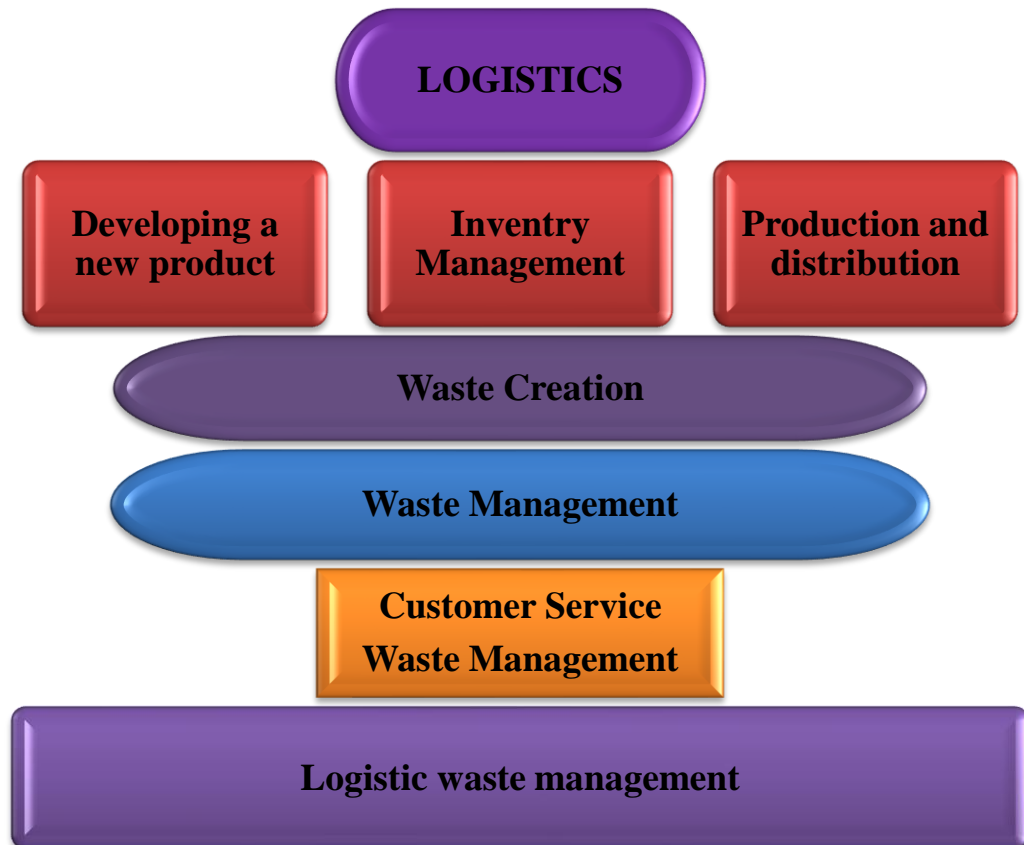 LOGISTICS
Developing a
new product
Inventry
Management
Production and
distribution
Waste Creation
Waste Management
Customer Service
Waste Management
Logistic waste management